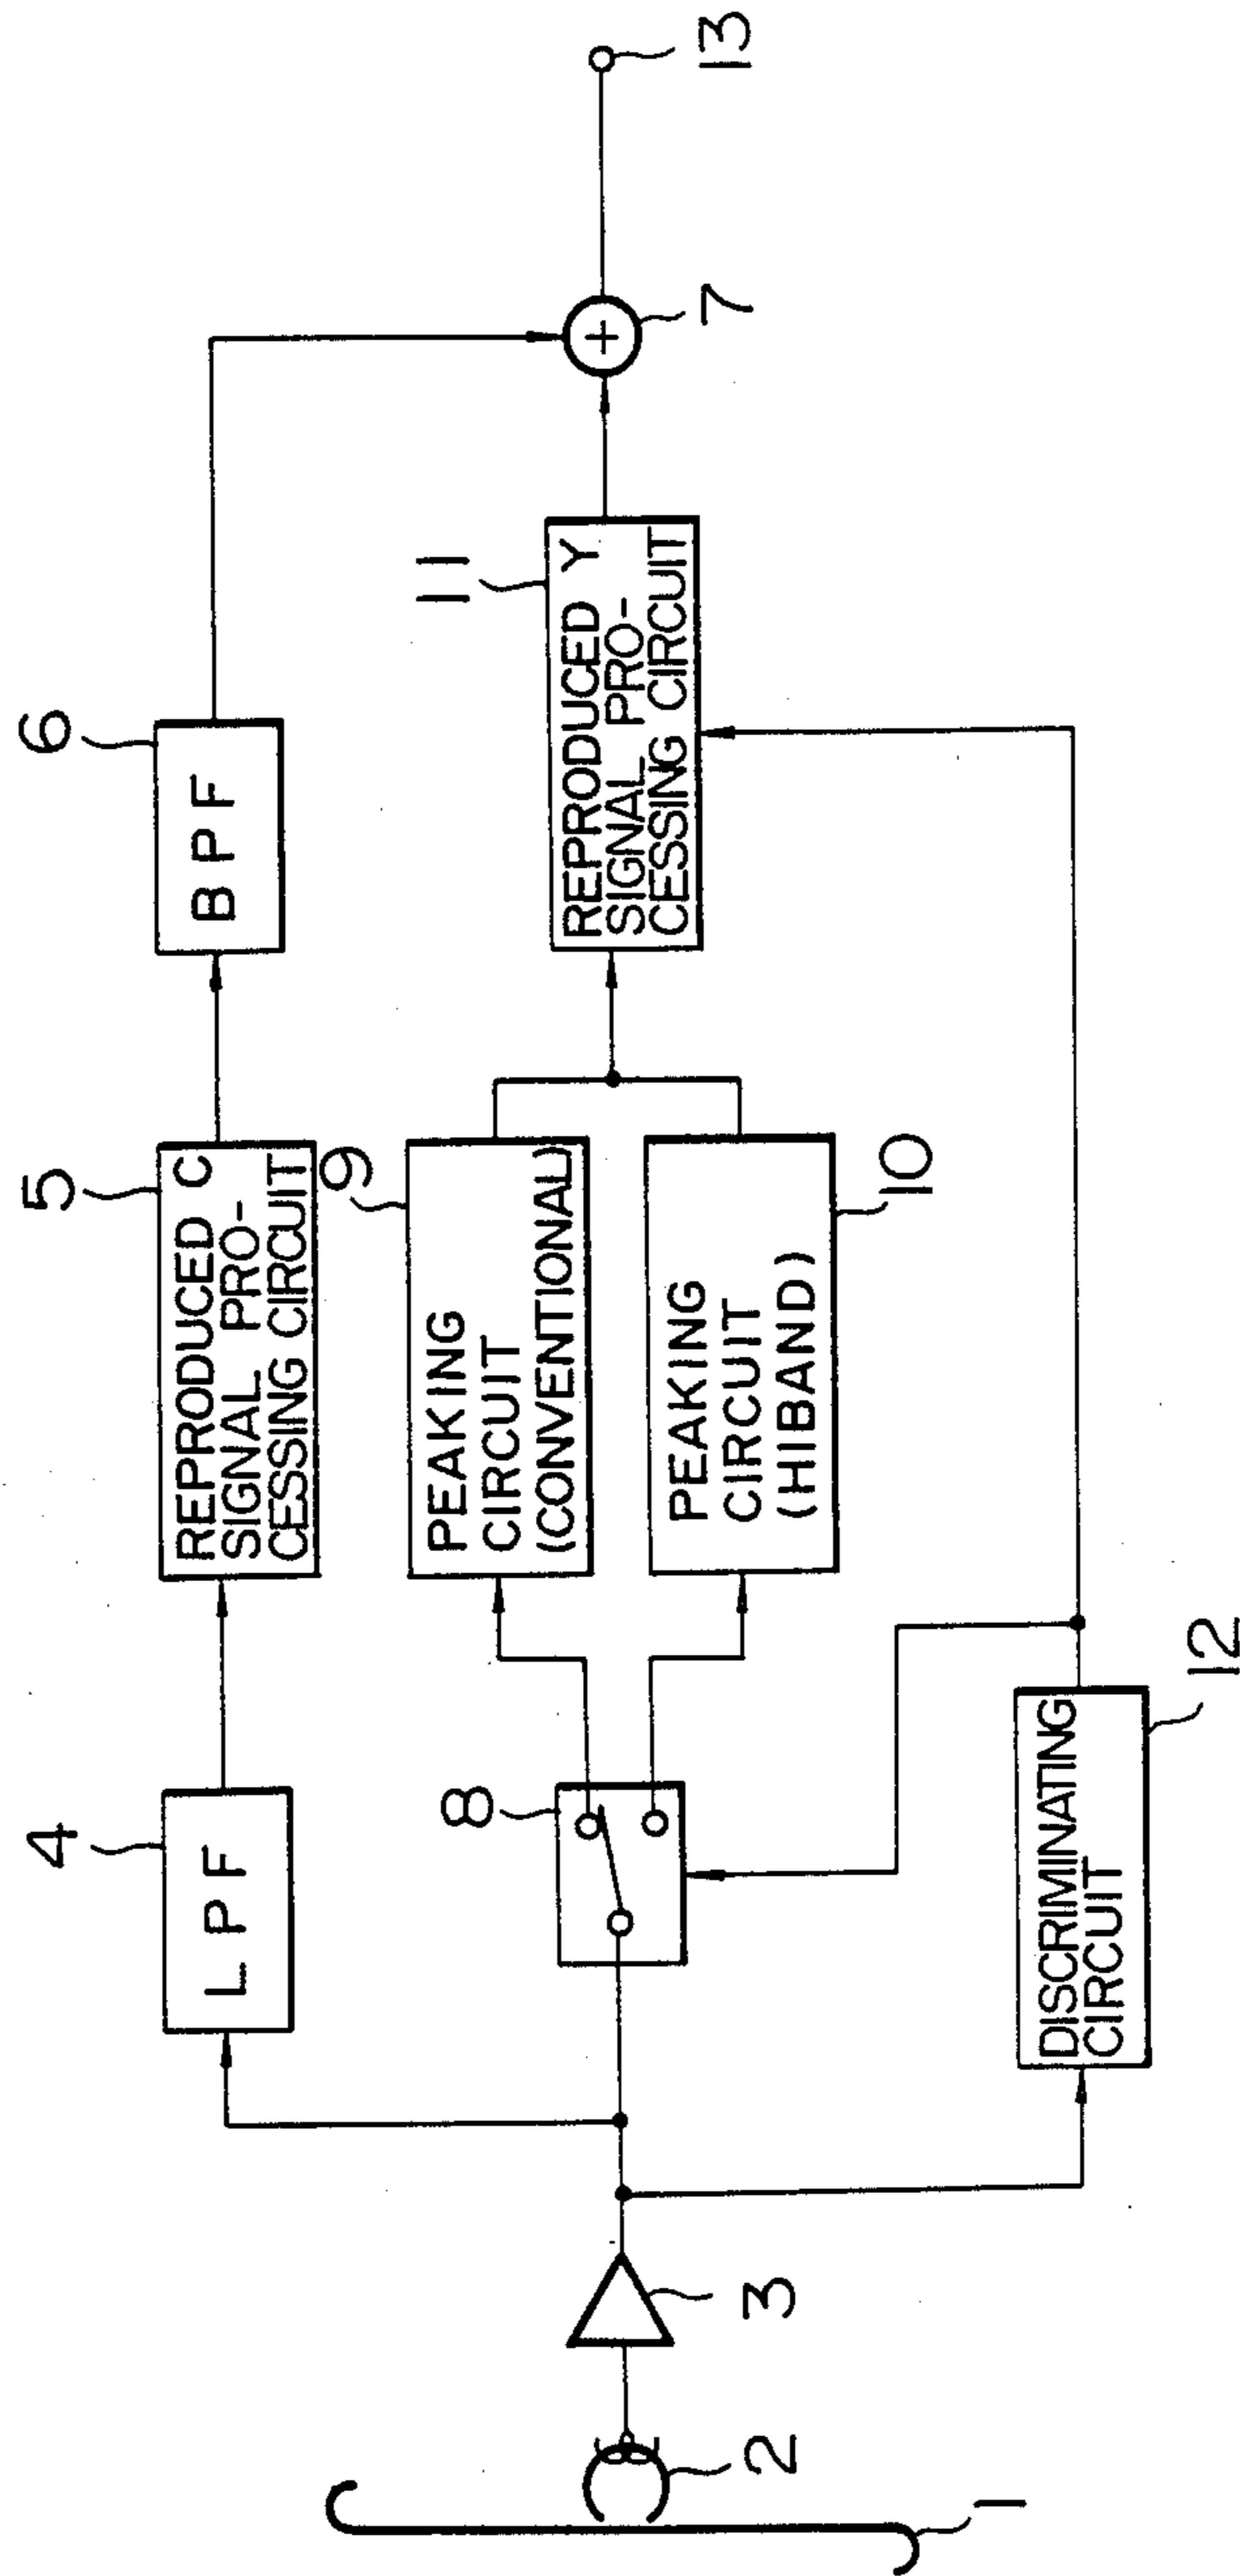 1
2
3
4
LPF
5
REPRODUCED C
SIGNAL PRO-
CESSING CIRCUIT
6
BPF
7
8
9
PEAKING
CIRCUIT
(CONVENTIONAL)
10
PEAKING
CIRCUIT
(HIBAND)
11
REPRODUCED Y
SIGNAL PRO-
CESSING CIRCUIT
12
DISCRIMINATING
CIRCUIT
+
13